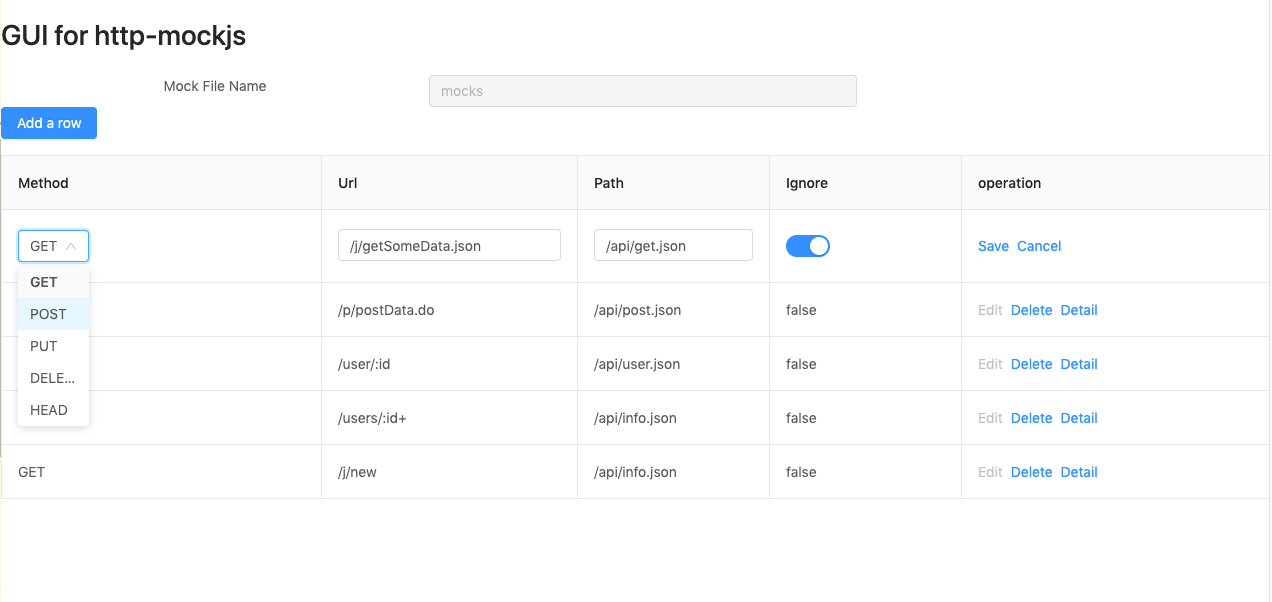 GUI for http-mockjs
Mock File Name
mocks
Add a row
Method Url Path Ignore operation
GET /j/getSomeData.json /api/get.json Save Cancel
GET
POST /p/postData.do /api/post.json false Edit Delete Detail
PUT /user/:id /api/user.json false Edit Delete Detail
DELE...
HEAD /users/:id+ /api/info.json false Edit Delete Detail
GET /j/new /api/info.json false Edit Delete Detail